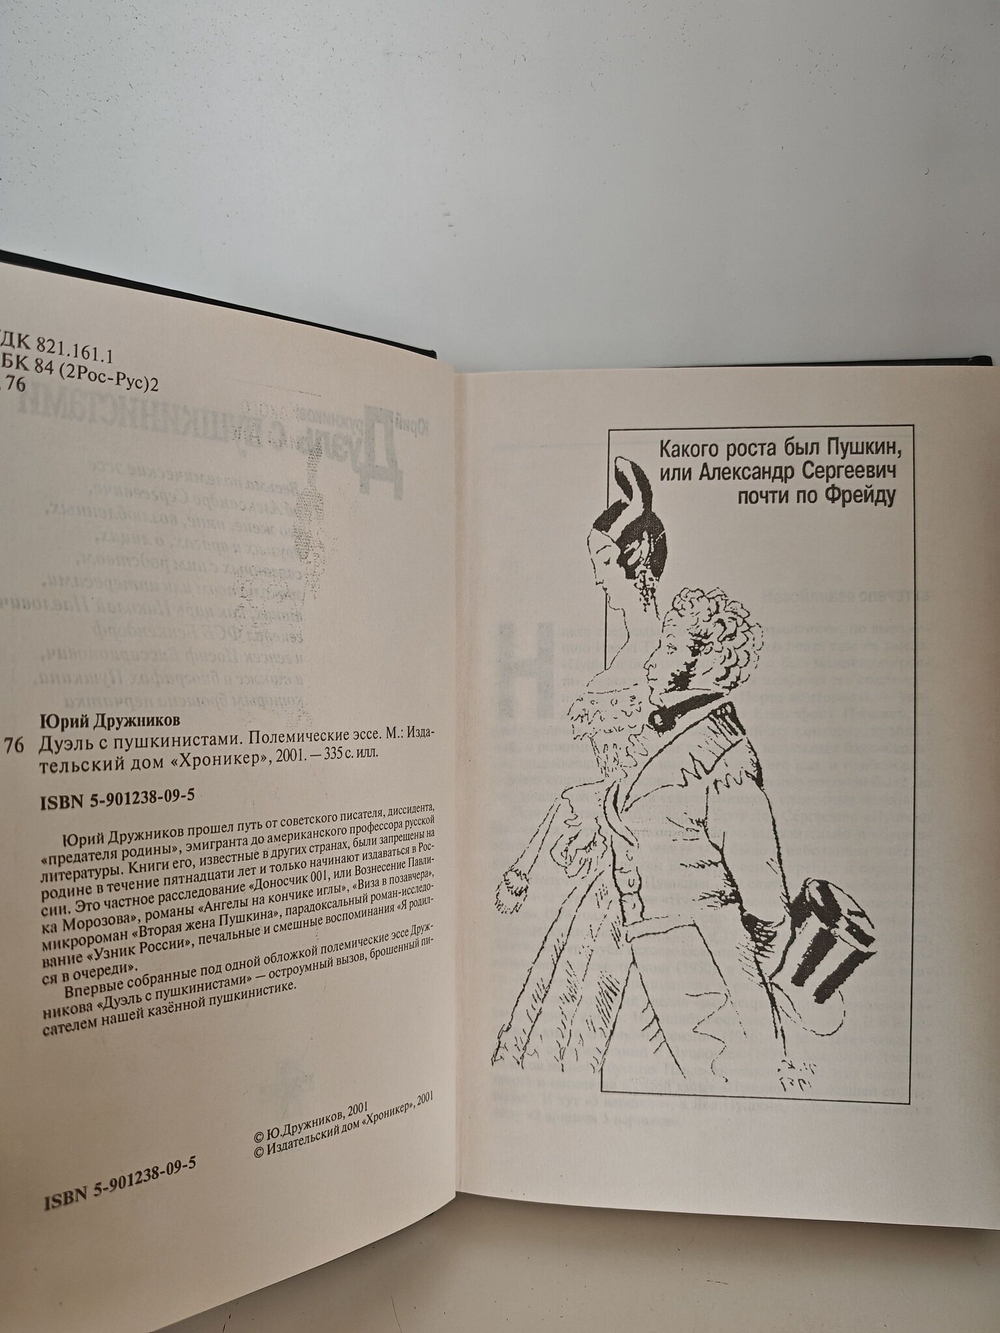 ДК 821.161.1
БК 84 (2Рос-Рус)2
76
Юрий Дружников
76 Дуэль с пушкинистами. Полемические эссе. М.: Изда-
тельский дом «Хроникер», 2001. — 335 с. илл.
ISBN 5-901238-09-5
Юрий Дружников прошел путь от советского писателя, диссидента,
«предателя родины», эмигранта до американского профессора русской
литературы. Книги его, известные в других странах, были запрещены на
родине в течение пятнадцати лет и только начинают издаваться в Рос-
сии. Это частное расследование «Доносчик 001, или Вознесение Павли-
ка Морозова», романы «Ангелы на кончике иглы», «Виза в позавчера»,
микророман «Вторая жена Пушкина», парадоксальный роман-исследо-
вание «Узник России», печальные и смешные воспоминания «Я родил-
ся в очереди».
Впервые собранные под одной обложкой полемические эссе Друж-
никова «Дуэль с пушкинистами» — остроумный вызов, брошенный пи-
сателем нашей казённой пушкинистике.
© Ю.Дружников, 2001
© Издательский дом «Хроникер», 2001
ISBN 5-901238-09-5
Какого роста был Пушкин,
или Александр Сергеевич
почти по Фрейду